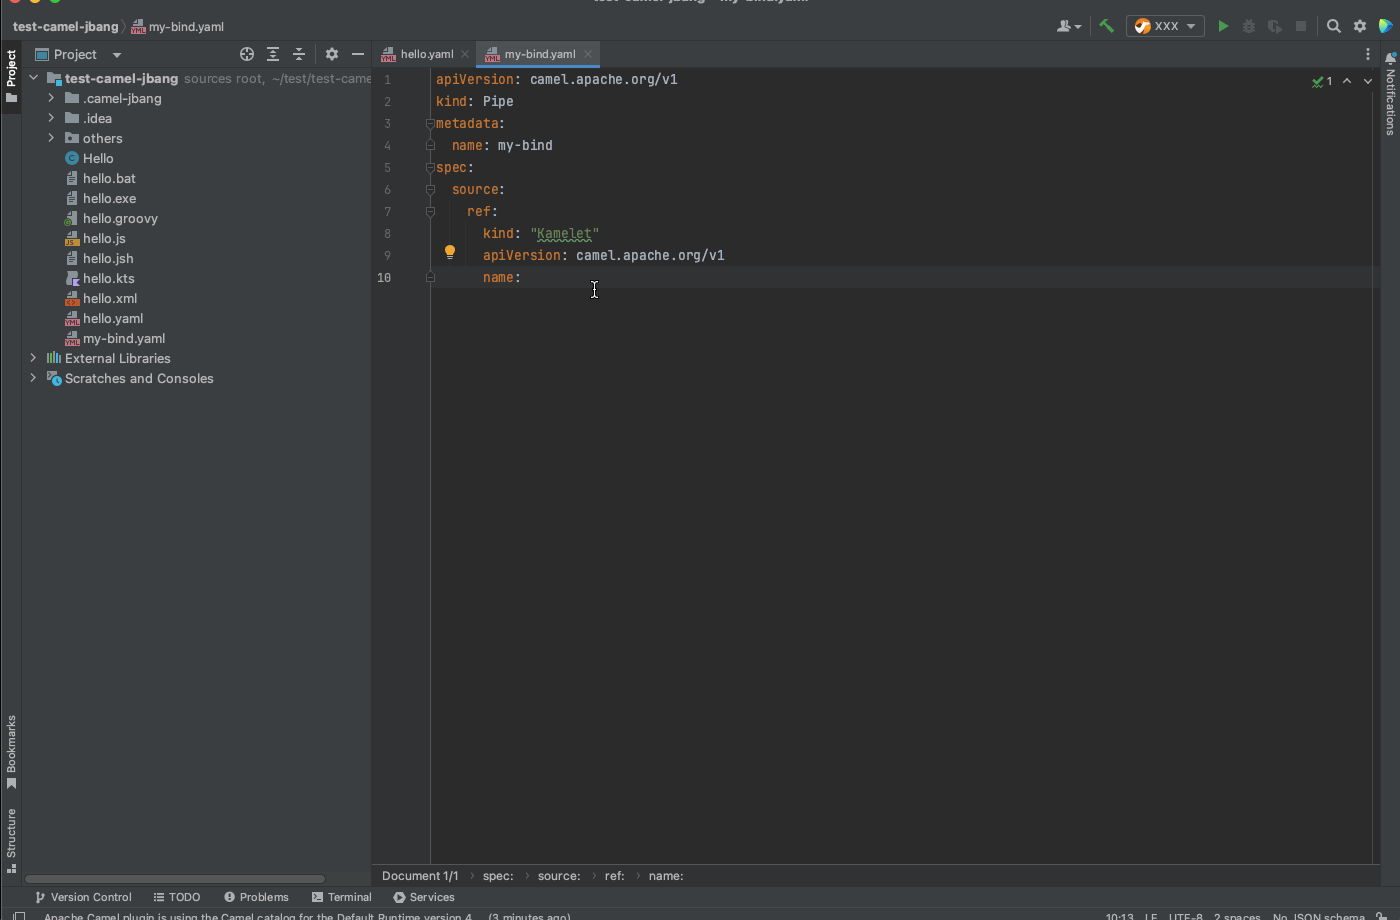 test-camel-jbang – my-bind.yaml
test-camel-jbang my-bind.yaml
XXX
Project
hello.yaml
my-bind.yaml
Project
Notifications
test-camel-jbang sources root, ~/test/test-came
.camel-jbang
.idea
others
Hello
hello.bat
hello.exe
hello.groovy
hello.js
hello.jsh
hello.kts
hello.xml
hello.yaml
my-bind.yaml
External Libraries
Scratches and Consoles
1 apiVersion: camel.apache.org/v1
2 kind: Pipe
3 metadata:
4 name: my-bind
5 spec:
6 source:
7 ref:
8 kind: "Kamelet"
9 apiVersion: camel.apache.org/v1
10 name:
1
Bookmarks
Structure
Document 1/1 spec: source: ref: name:
Version Control TODO Problems Terminal Services
Apache Camel plugin is using the Camel catalog for the Default Runtime version 4. (3 minutes ago)
10:13 LF UTF-8 2 spaces No JSON schema